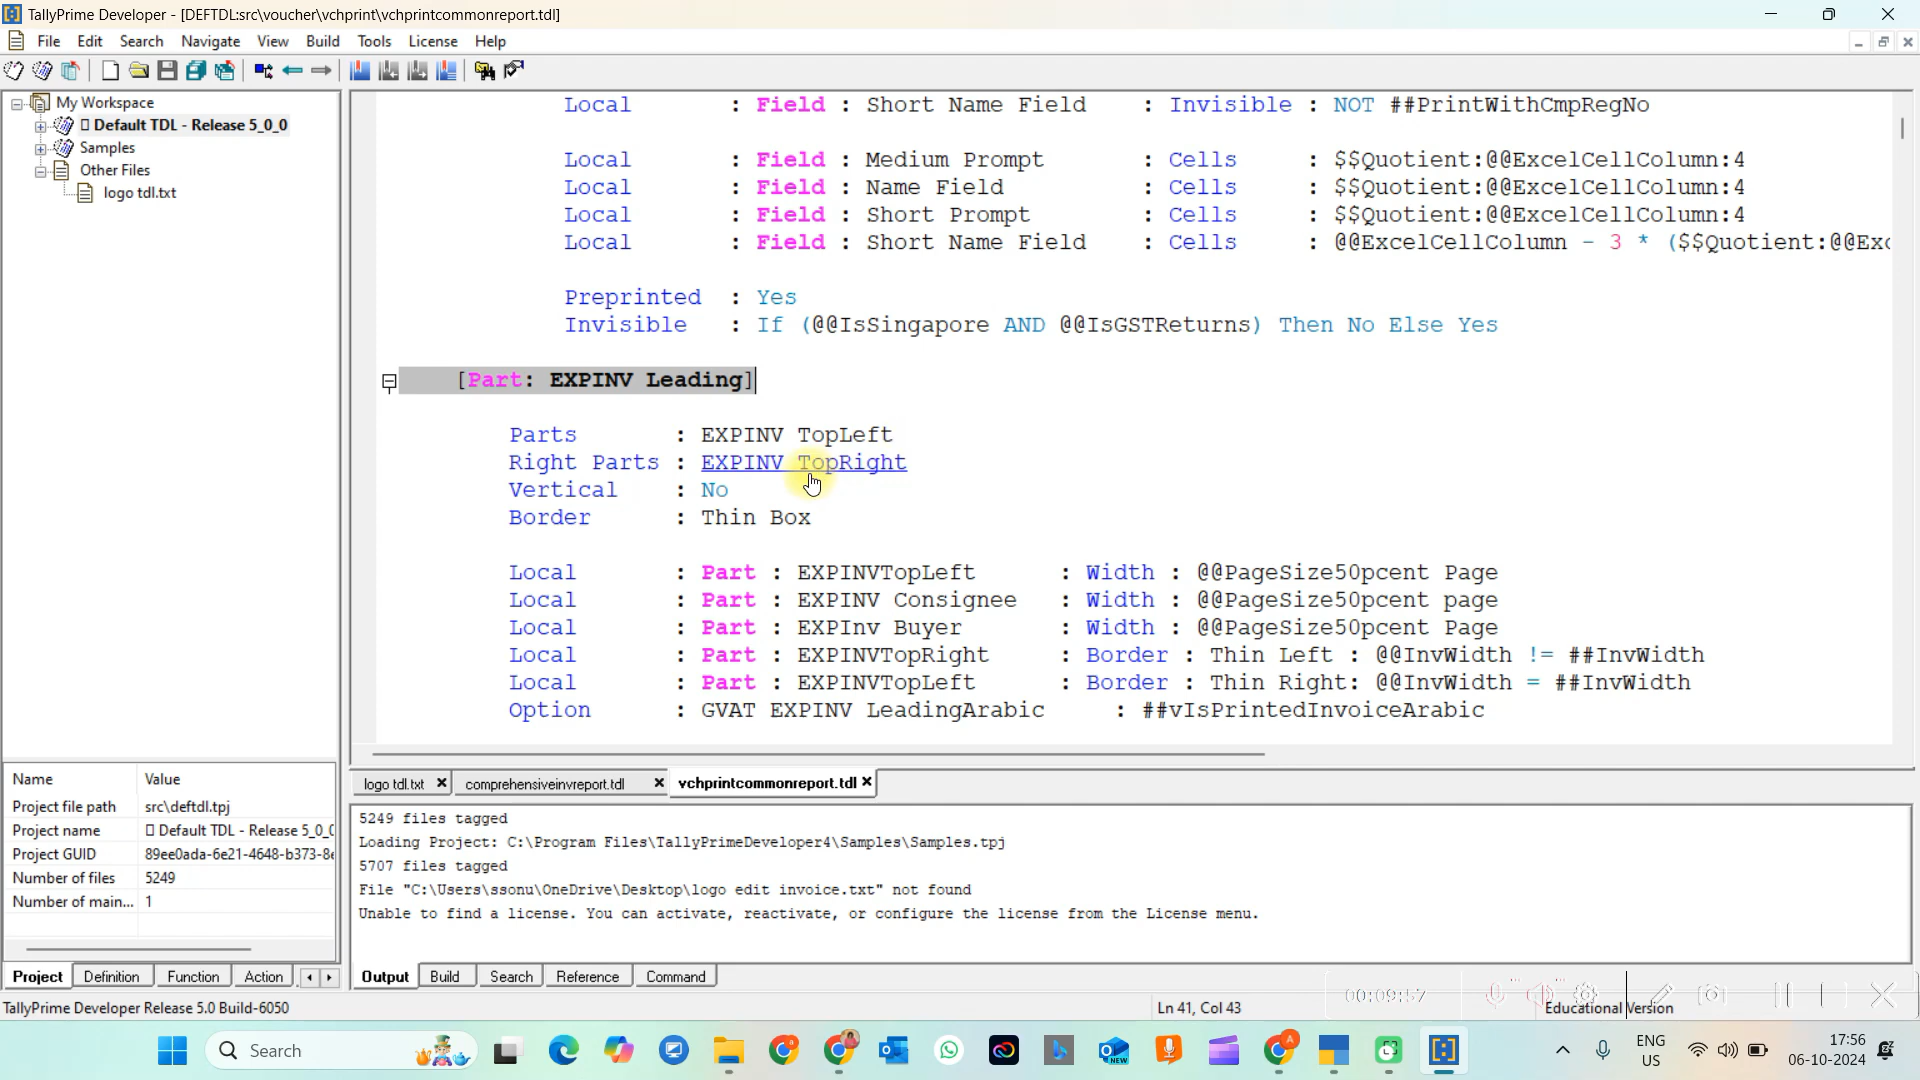 TallyPrime Developer - [DEFTDL:src\voucher\vchprint\vchprintcommonreport.tdl]
File Edit Search Navigate View Build Tools License Help
My Workspace
Default TDL - Release 5_0_0
Samples
Other Files
logo tdl.txt
Local : Field : Short Name Field : Invisible : NOT ##PrintWithCmpRegNo
Local : Field : Medium Prompt : Cells : $$Quotient:@@ExcelCellColumn:4
Local : Field : Name Field : Cells : $$Quotient:@@ExcelCellColumn:4
Local : Field : Short Prompt : Cells : $$Quotient:@@ExcelCellColumn:4
Local : Field : Short Name Field : Cells : @@ExcelCellColumn - 3 * ($$Quotient:@@Exc
Preprinted : Yes
Invisible : If (@@IsSingapore AND @@IsGSTReturns) Then No Else Yes
[Part: EXPINV Leading]
Parts : EXPINV TopLeft
Right Parts : EXPINV TopRight
Vertical : No
Border : Thin Box
Local : Part : EXPINVTopLeft : Width : @@PageSize50pcent Page
Local : Part : EXPINV Consignee : Width : @@PageSize50pcent page
Local : Part : EXPInv Buyer : Width : @@PageSize50pcent Page
Local : Part : EXPINVTopRight : Border : Thin Left : @@InvWidth != ##InvWidth
Local : Part : EXPINVTopLeft : Border : Thin Right: @@InvWidth = ##InvWidth
Option : GVAT EXPINV LeadingArabic : ##vIsPrintedInvoiceArabic
logo tdl.txt comprehensiveinvreport.tdl vchprintcommonreport.tdl
Name Value
Project file path src\deftdl.tpj
Project name Default TDL - Release 5_0_0
Project GUID 89ee0ada-6e21-4648-b373-8e
Number of files 5249
Number of main... 1
Project Definition Function Action
5249 files tagged
Loading Project: C:\Program Files\TallyPrimeDeveloper4\Samples\Samples.tpj
5707 files tagged
File "C:\Users\ssonu\OneDrive\Desktop\logo edit invoice.txt" not found
Unable to find a license. You can activate, reactivate, or configure the license from the License menu.
Output Build Search Reference Command
00:09:57
TallyPrime Developer Release 5.0 Build-6050 Ln 41, Col 43 Educational Version
Search
NEW
ENG
US
17:56
06-10-2024